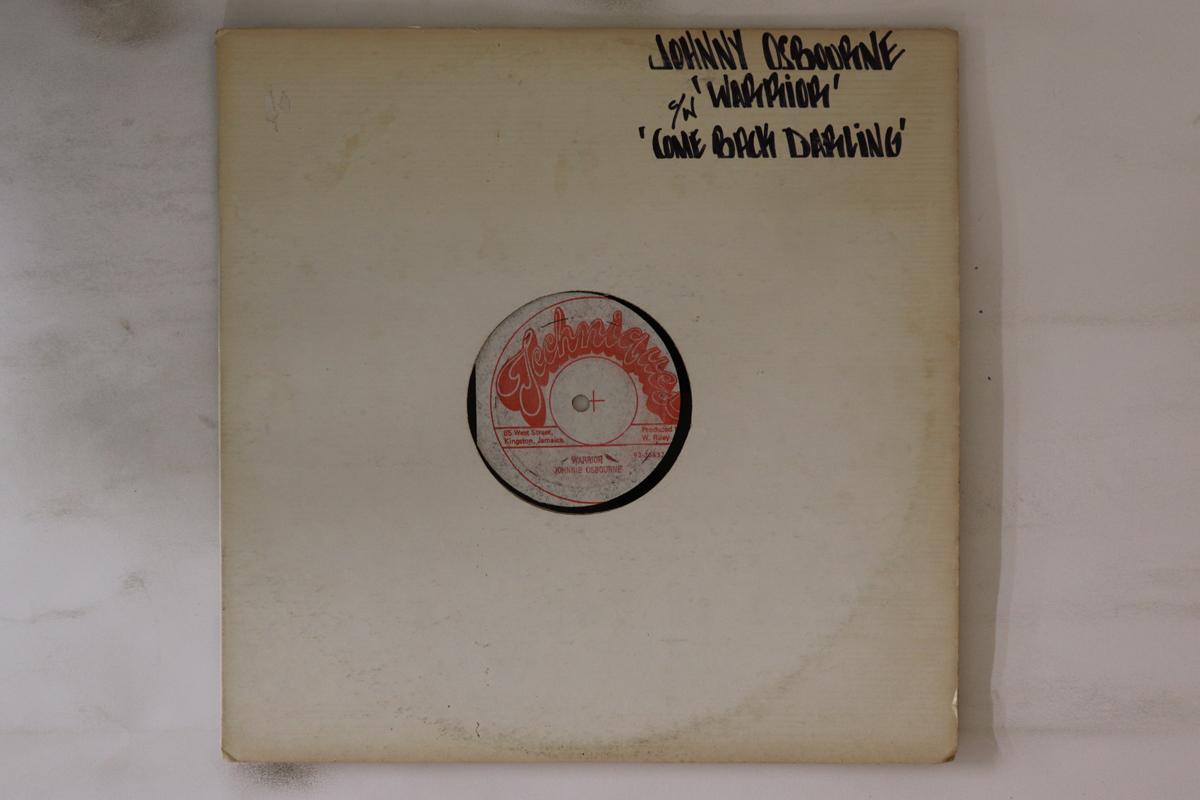 JOHNNY OSBOURNE
c/w 'WARRIOR'
'COME BACK DARLING'
Techniques
85 West Street,
Kingston, Jamaica.
Produced
W. Riley
WARRIOR
JOHNNIE OSBOURNE